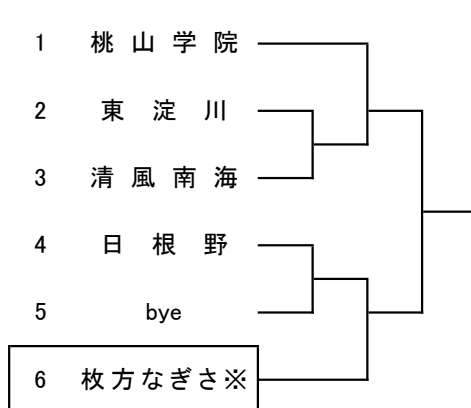 1 桃山学院
2 東淀川
3 清風南海
4 日根野
5 bye
6 枚方なぎさ※